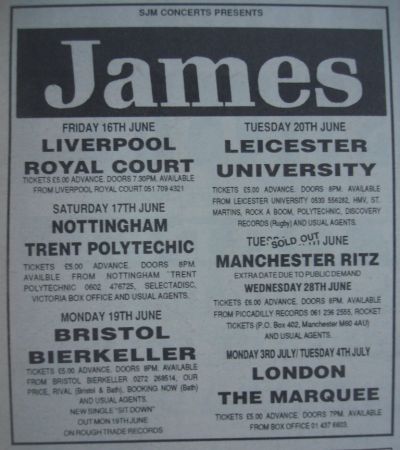 SJM CONCERTS PRESENTS
James
FRIDAY 16TH JUNE
LIVERPOOL
ROYAL COURT
TICKETS £5.00 ADVANCE. DOORS 7.30PM. AVAILABLE
FROM LIVERPOOL ROYAL COURT 051 709 4321
SATURDAY 17TH JUNE
NOTTINGHAM
TRENT POLYTECHIC
TICKETS £5.00 ADVANCE. DOORS 8PM.
AVAILBLE FROM NOTTINGHAM TRENT
POLYTECHNIC 0602 476725, SELECTADISC,
VICTORIA BOX OFFICE AND USUAL AGENTS.
MONDAY 19TH JUNE
BRISTOL
BIERKELLER
TICKETS £5.00 ADVANCE. DOORS 8PM. AVAILABLE
FROM BRISTOL BIERKELLER 0272 268514, OUR
PRICE, RIVAL (Bristol & Bath), BOOKING NOW (Bath)
AND USUAL AGENTS.
NEW SINGLE "SIT DOWN"
OUT MON 19TH JUNE
ON ROUGH TRADE RECORDS
TUESDAY 20TH JUNE
LEICESTER
UNIVERSITY
TICKETS £5.00 ADVANCE. DOORS 8PM. AVAILABLE
FROM LEICESTER UNIVERSITY 0533 556282, HMV, ST.
MARTINS, ROCK A BOOM, POLYTECHNIC, DISCOVERY
RECORDS (Rugby) AND USUAL AGENTS.
SOLD OUT
JUNE
MANCHESTER RITZ
EXTRA DATE DUE TO PUBLIC DEMAND
WEDNESDAY 28TH JUNE
TICKETS £5.00 ADVANCE. DOORS 8PM. AVAILABLE
FROM PICCADILLY RECORDS 061 236 2555, ROCKET
TICKETS (P.O. Box 402, Manchester M60 4AU)
AND USUAL AGENTS.
MONDAY 3RD JULY/ TUESDAY 4TH JULY
LONDON
THE MARQUEE
TICKETS £5.00 ADVANCE. DOORS 7PM. AVAILABLE
FROM BOX OFFICE 01 437 6603.